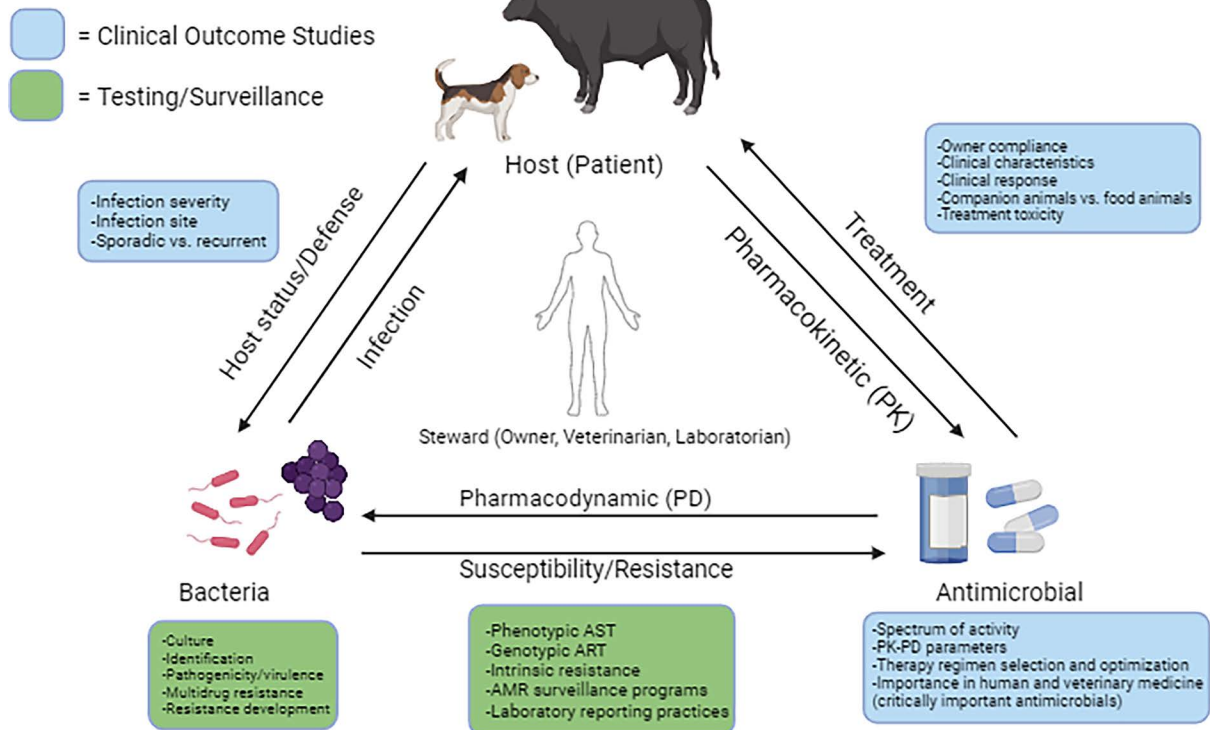 = Clinical Outcome Studies
= Testing/Surveillance
Host (Patient)
-Owner compliance
-Clinical characteristics
-Clinical response
-Companion animals vs. food animals
-Treatment toxicity
-Infection severity
-Infection site
-Sporadic vs. recurrent
Host status/Defense
Infection
Pharmacokinetic (PK)
Treatment
Steward (Owner, Veterinarian, Laboratorian)
Pharmacodynamic (PD)
Susceptibility/Resistance
Bacteria
Antimicrobial
-Culture
-Identification
-Pathogenicity/virulence
-Multidrug resistance
-Resistance development
-Phenotypic AST
-Genotypic ART
-Intrinsic resistance
-AMR surveillance programs
-Laboratory reporting practices
-Spectrum of activity
-PK-PD parameters
-Therapy regimen selection and optimization
-Importance in human and veterinary medicine
(critically important antimicrobials)